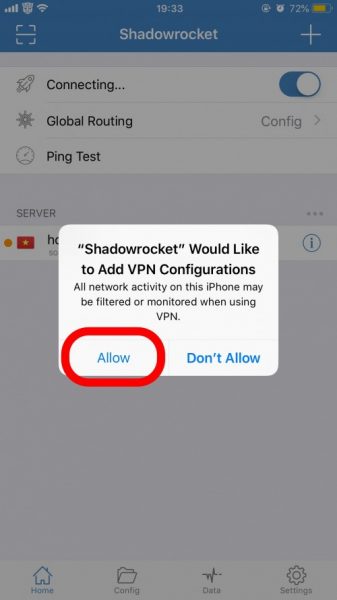 19:33
72%
Shadowrocket
Connecting...
Global Routing
Config
Ping Test
SERVER
“Shadowrocket” Would Like
to Add VPN Configurations
All network activity on this iPhone may
be filtered or monitored when using
VPN.
Allow
Don’t Allow
Home
Config
Data
Settings